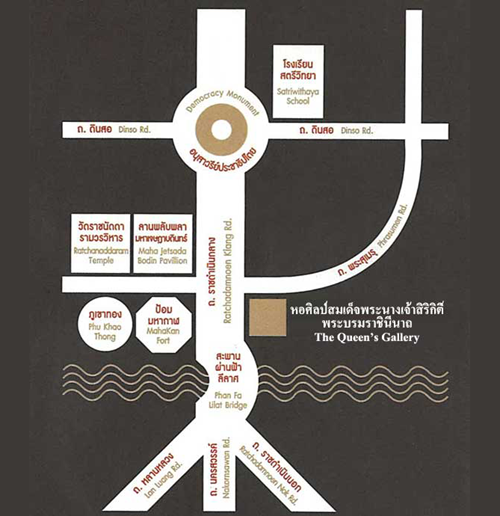 โรงเรียน
สตรีวิทยา
Satriwithaya
School
Democracy Monument
อนุสาวรีย์ประชาธิปไตย
ถ. ดินสอ Dinso Rd.
ถ. ดินสอ Dinso Rd.
วัดราชนัดดา
รามวรวิหาร
Ratchanaddaram
Temple
ลานพลับพลา
มหาเจษฎาบดินทร์
Maha Jetsada
Bodin Pavillion
ถ. ราชดำเนินกลาง
Ratchadamnoen Klang Rd.
ถ. พระสุเมรุ Phrasumen Rd.
ภูเขาทอง
Phu Khao
Thong
ป้อม
มหากาฬ
MahaKan
Fort
หอศิลป์สมเด็จพระนางเจ้าสิริกิติ์
พระบรมราชินีนาถ
The Queen's Gallery
สะพาน
ผ่านฟ้า
ลีลาศ
Phan Fa
Lilat Bridge
ถ. หลานหลวง
Lan Luang Rd.
ถ. นครสวรรค์
Nakornsawan Rd.
ถ. ราชดำเนินนอก
Ratchadamnoen Nok Rd.